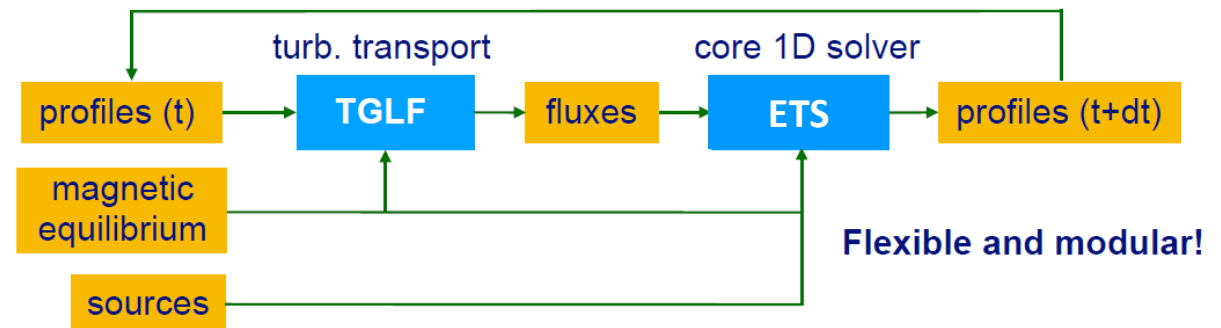 turb. transport
core 1D solver
profiles (t)
TGLF
fluxes
ETS
profiles (t+dt)
magnetic
equilibrium
Flexible and modular!
sources